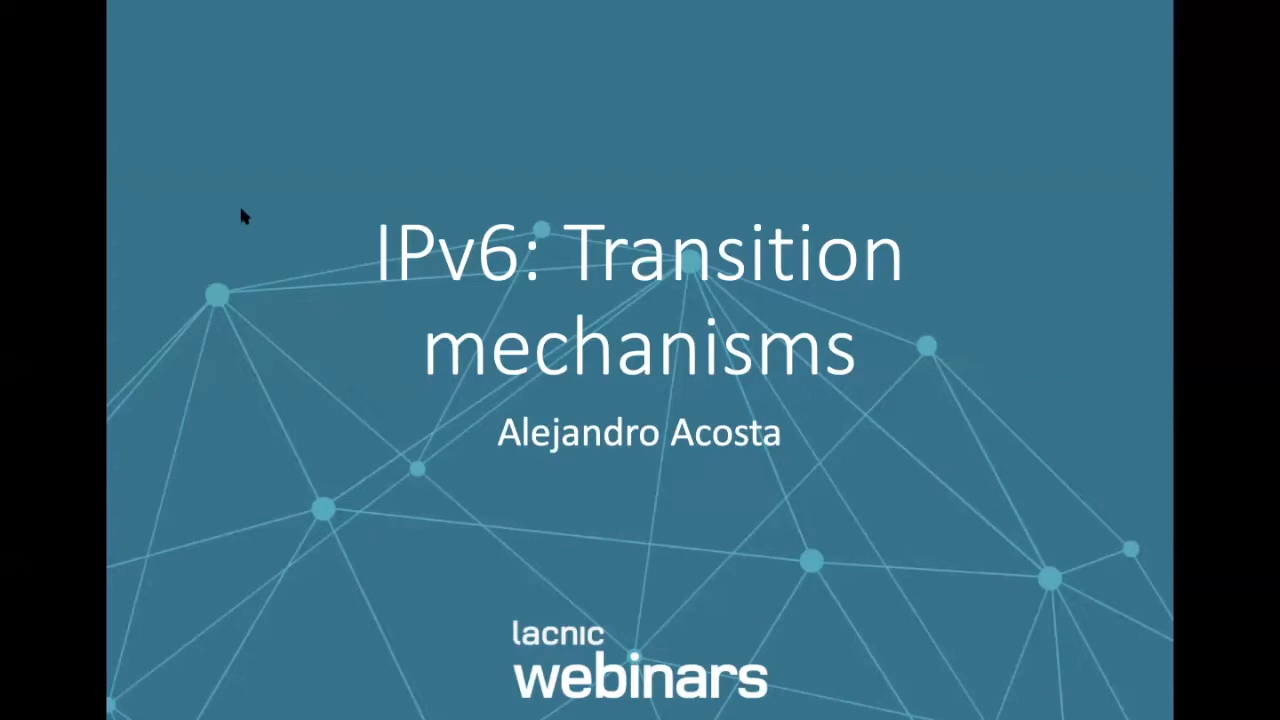 IPv6: Transition
mechanisms
Alejandro Acosta
lacnic
webinars